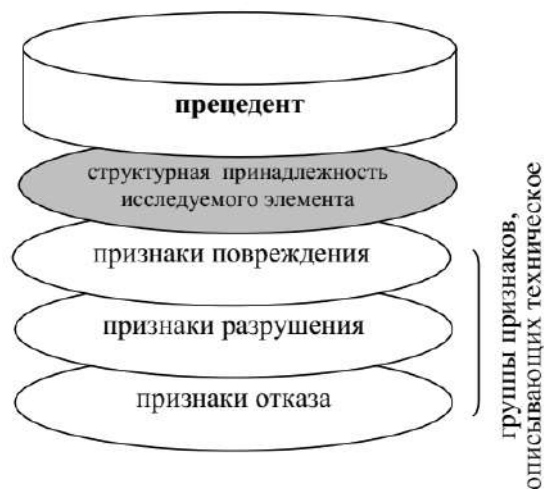 прецедент
структурная принадлежность
исследуемого элемента
признаки повреждения
признаки разрушения
признаки отказа
группы признаков,
описывающих техническое